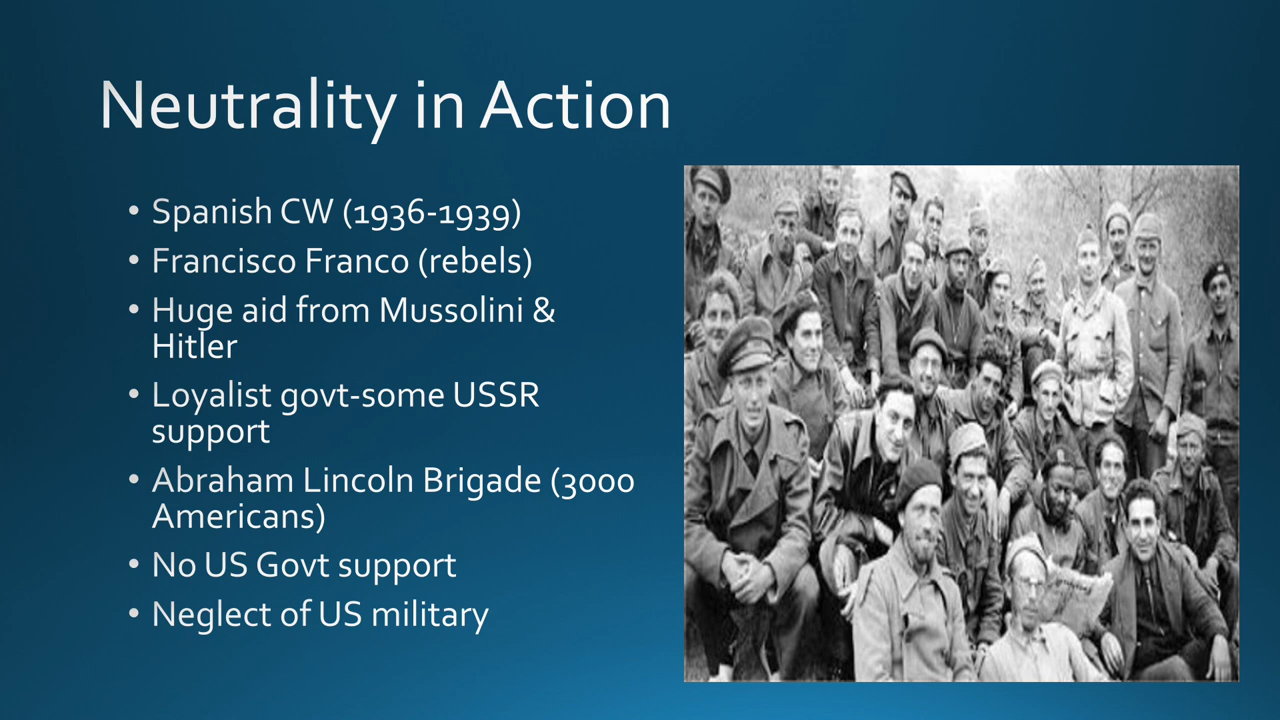 Neutrality in Action
• Spanish CW (1936-1939)
• Francisco Franco (rebels)
• Huge aid from Mussolini &
Hitler
• Loyalist govt-some USSR
support
• Abraham Lincoln Brigade (3000
Americans)
• No US Govt support
• Neglect of US military